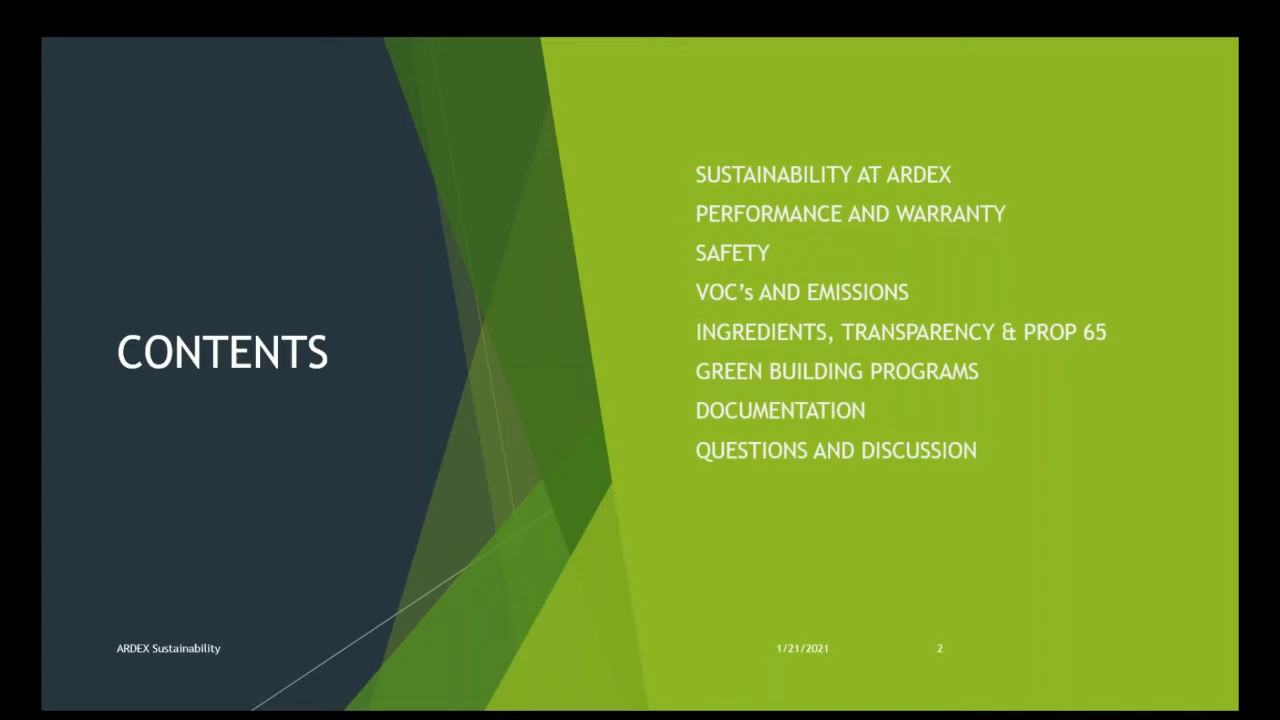 CONTENTS
SUSTAINABILITY AT ARDEX
PERFORMANCE AND WARRANTY
SAFETY
VOC’s AND EMISSIONS
INGREDIENTS, TRANSPARENCY & PROP 65
GREEN BUILDING PROGRAMS
DOCUMENTATION
QUESTIONS AND DISCUSSION
ARDEX Sustainability
1/21/2021
2